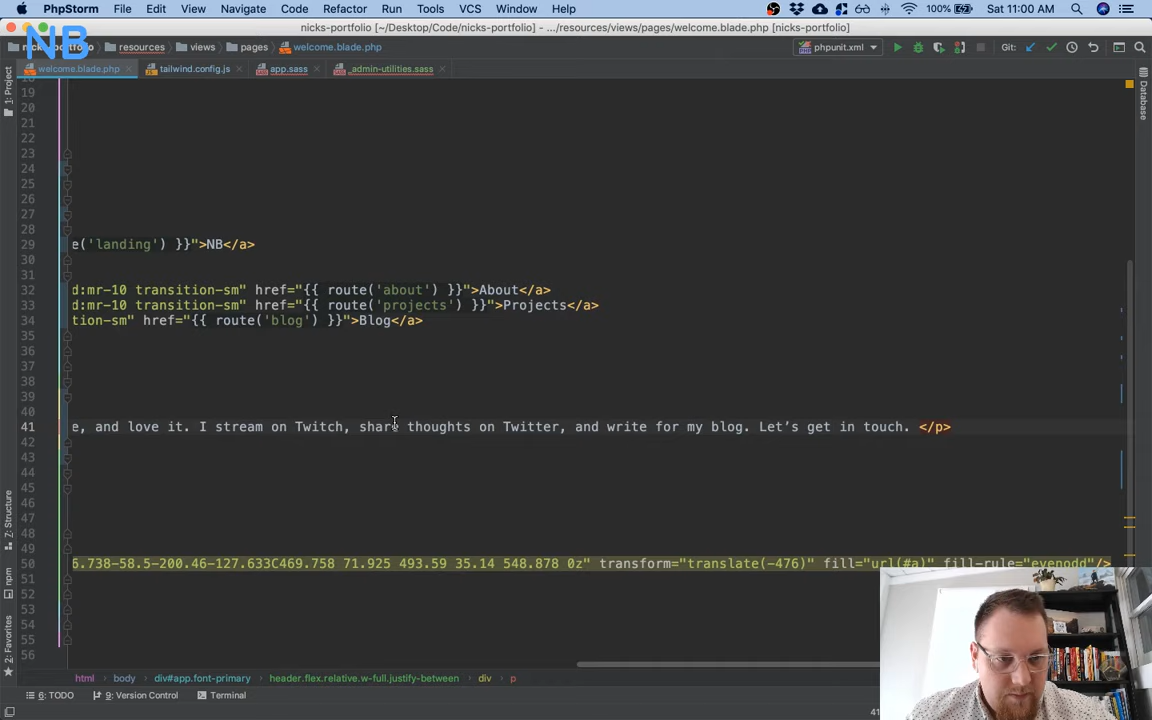 PhpStorm File Edit View Navigate Code Refactor Run Tools VCS Window Help 100% Sat 11:00 AM
nicks-portfolio [~/Desktop/Code/nicks-portfolio] - .../resources/views/pages/welcome.blade.php [nicks-portfolio]
NB
nicks-portfolio resources views pages welcome.blade.php phpunit.xml Git:
welcome.blade.php tailwind.config.js app.sass _admin-utilities.sass
1: Project
Database
18
19
20
21
22
23
24
25
26
27
28
29 e('landing') }}">NB</a>
30
31
32 d:mr-10 transition-sm" href="{{ route('about') }}">About</a>
33 d:mr-10 transition-sm" href="{{ route('projects') }}">Projects</a>
34 tion-sm" href="{{ route('blog') }}">Blog</a>
35
36
37
38
39
40
41 e, and love it. I stream on Twitch, share thoughts on Twitter, and write for my blog. Let’s get in touch. </p>
42
43
44
45
46
47
48
49
50 6.738-58.5-200.46-127.633C469.758 71.925 493.59 35.14 548.878 0z" transform="translate(-476)" fill="url(#a)" fill-rule="evenodd"/>
51
52
53
54
55
56
Z: Structure
npm
2: Favorites
html body div#app.font-primary header.flex.relative.w-full.justify-between div p
6: TODO 9: Version Control Terminal